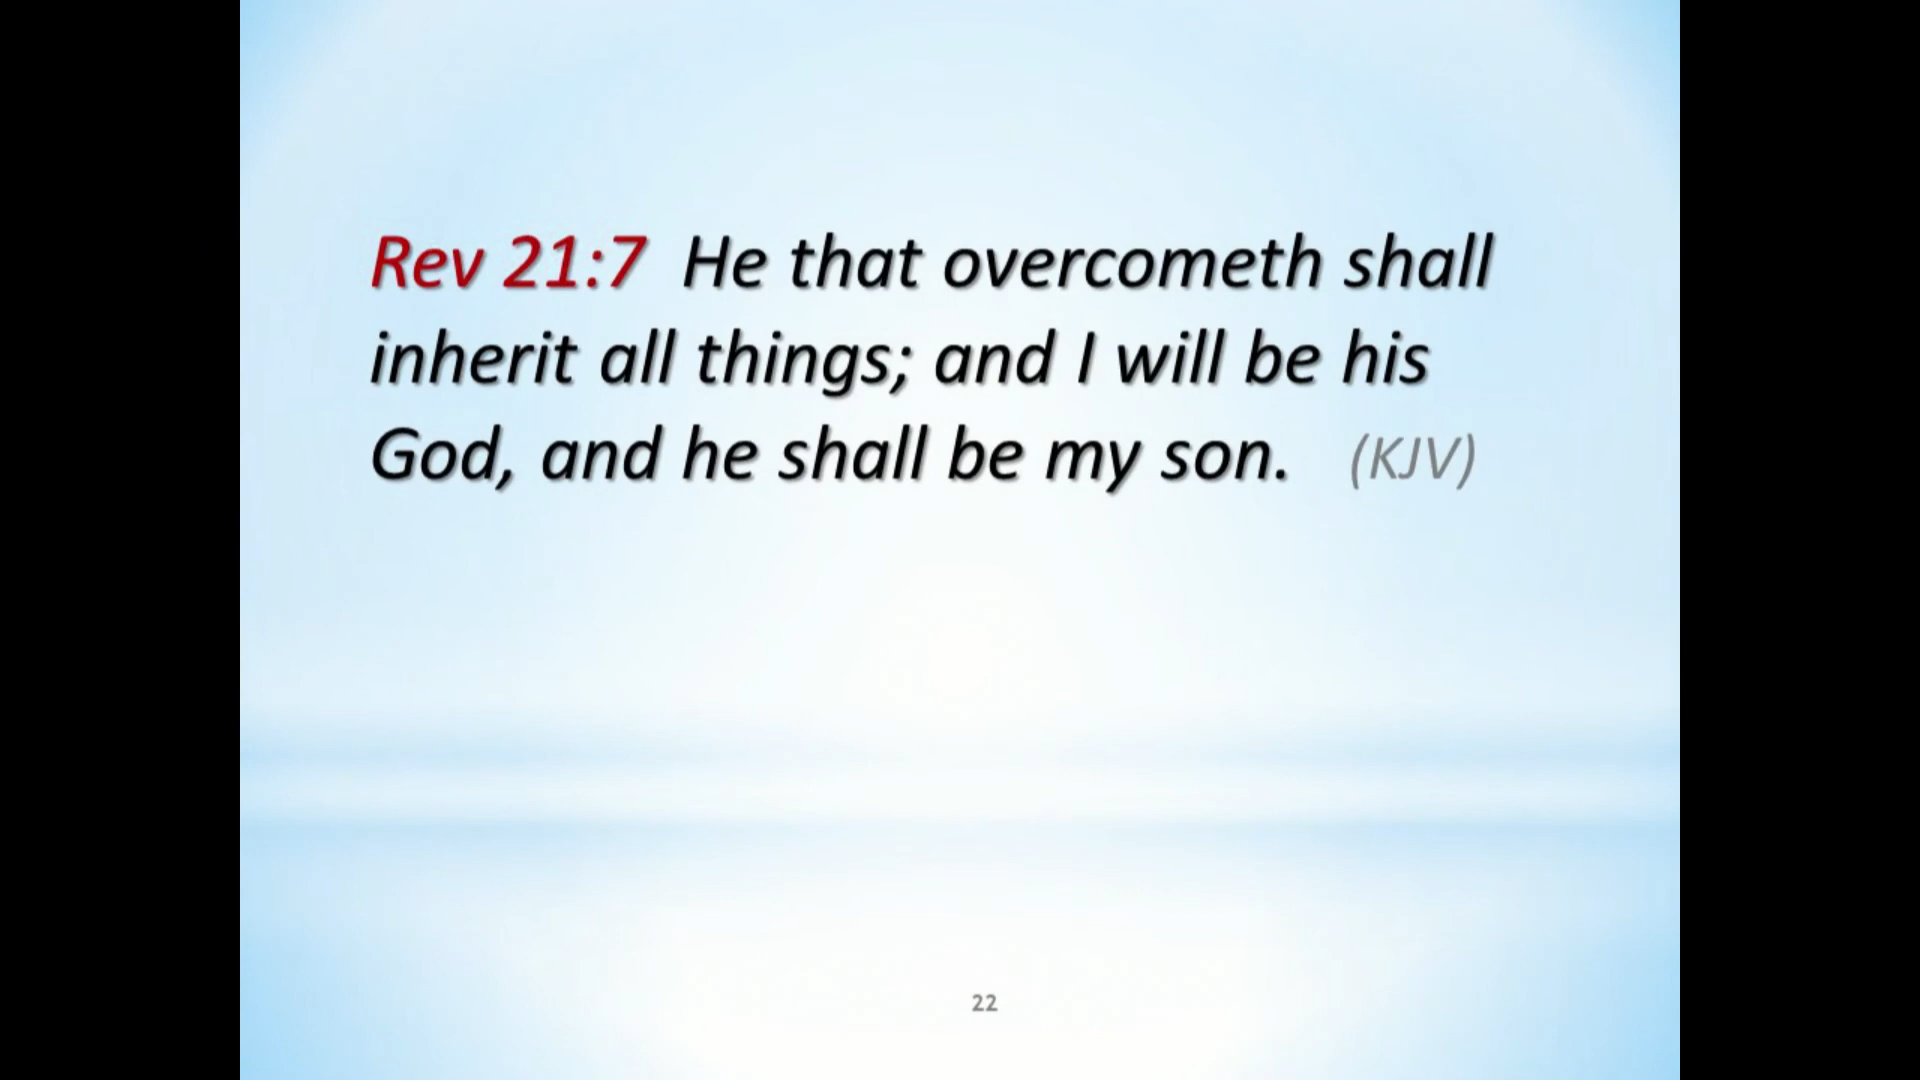 Rev 21:7 He that overcometh shall
inherit all things; and I will be his
God, and he shall be my son. (KJV)
22